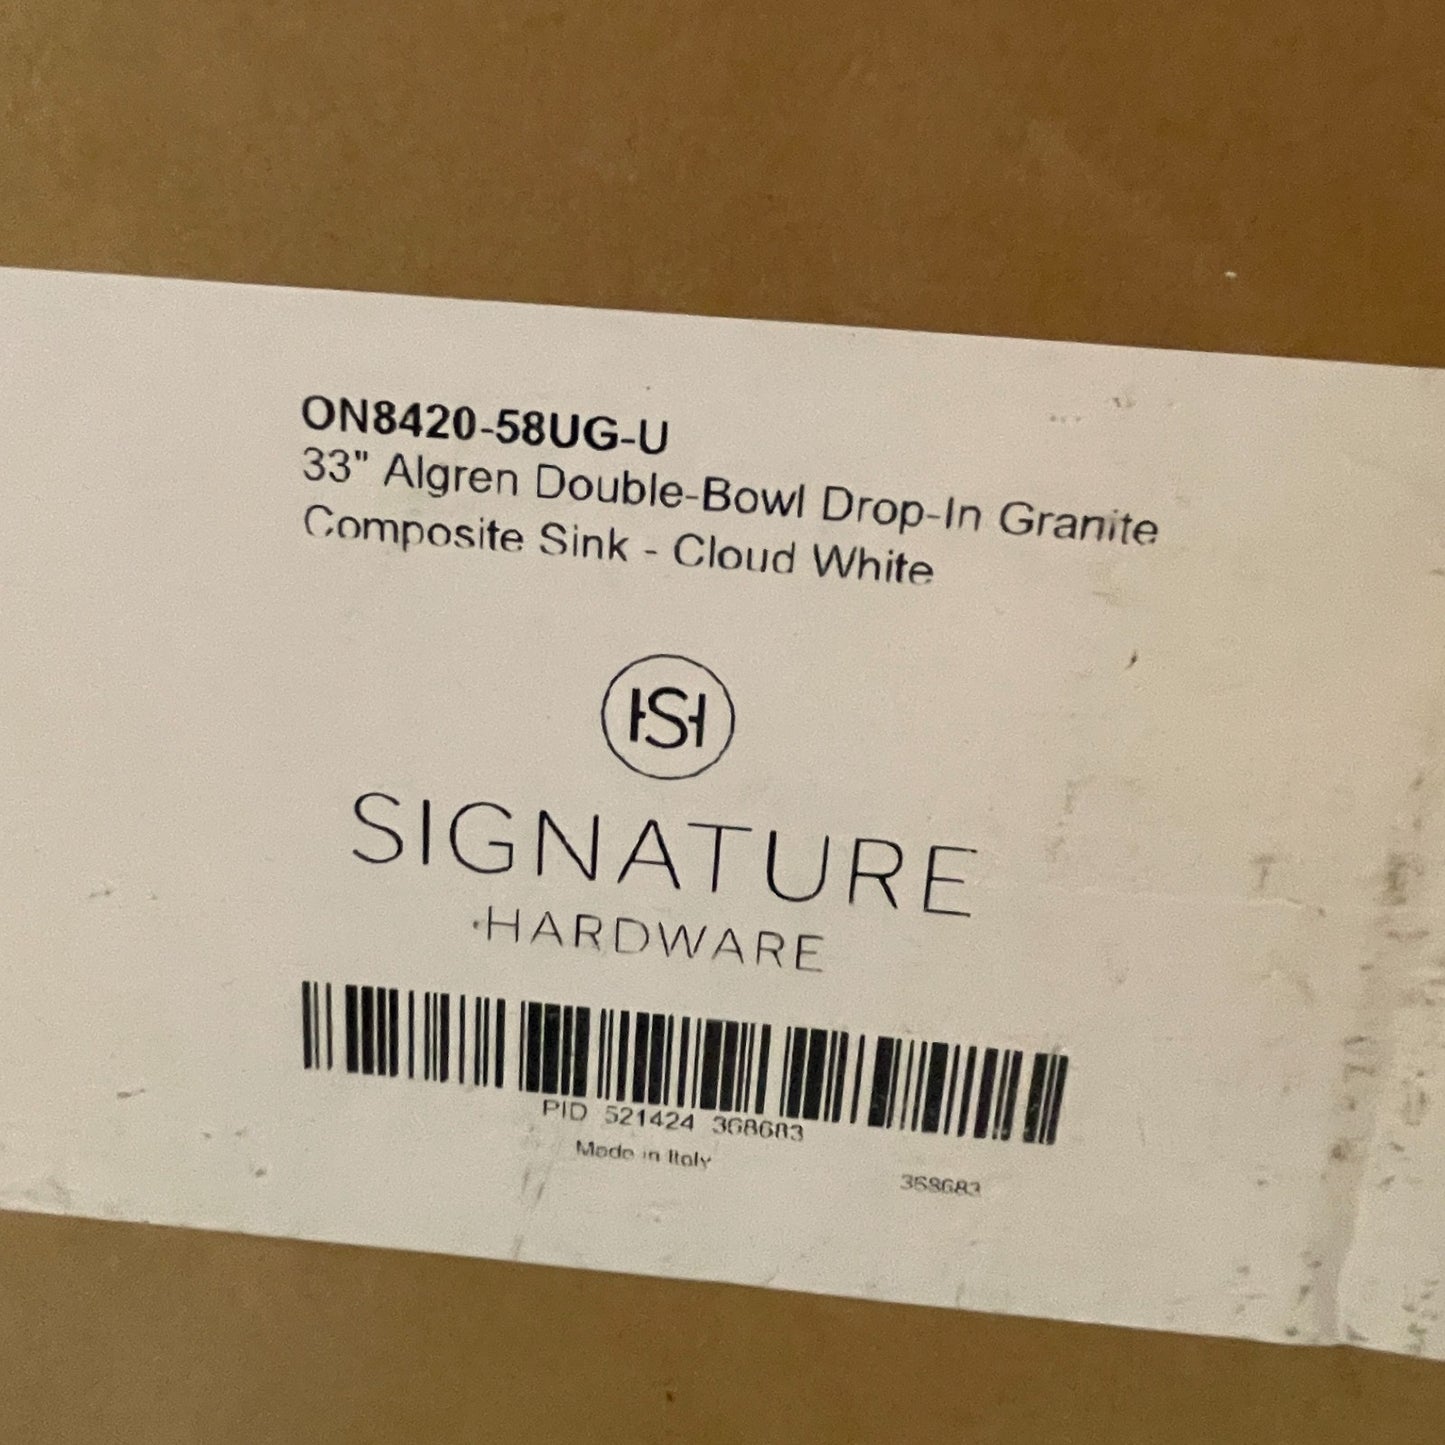 ON8420-58UG-U
33" Algren Double-Bowl Drop-In Granite
Composite Sink - Cloud White
SIGNATURE
HARDWARE
PID 521424 368683
Made in Italy
368683